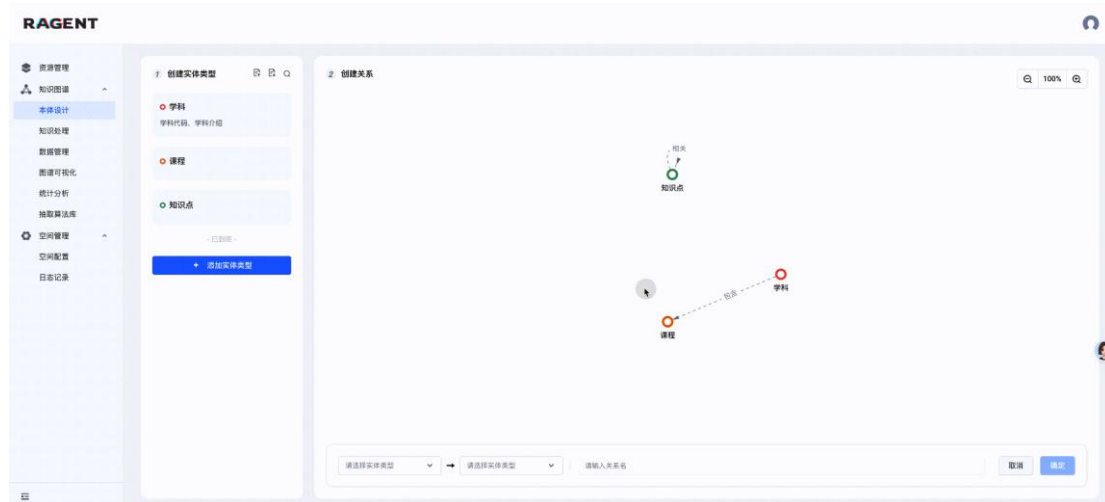 RAGENT
资源管理
知识图谱
本体设计
知识处理
数据管理
图谱可视化
统计分析
抽取算法库
空间管理
空间配置
日志记录
1 创建实体类型
学科
学科代码、学科介绍
课程
知识点
- 已到底 -
+ 添加实体类型
2 创建关系
100%
相关
知识点
包含
学科
课程
请选择实体类型
请选择实体类型
请输入关系名
取消
确定